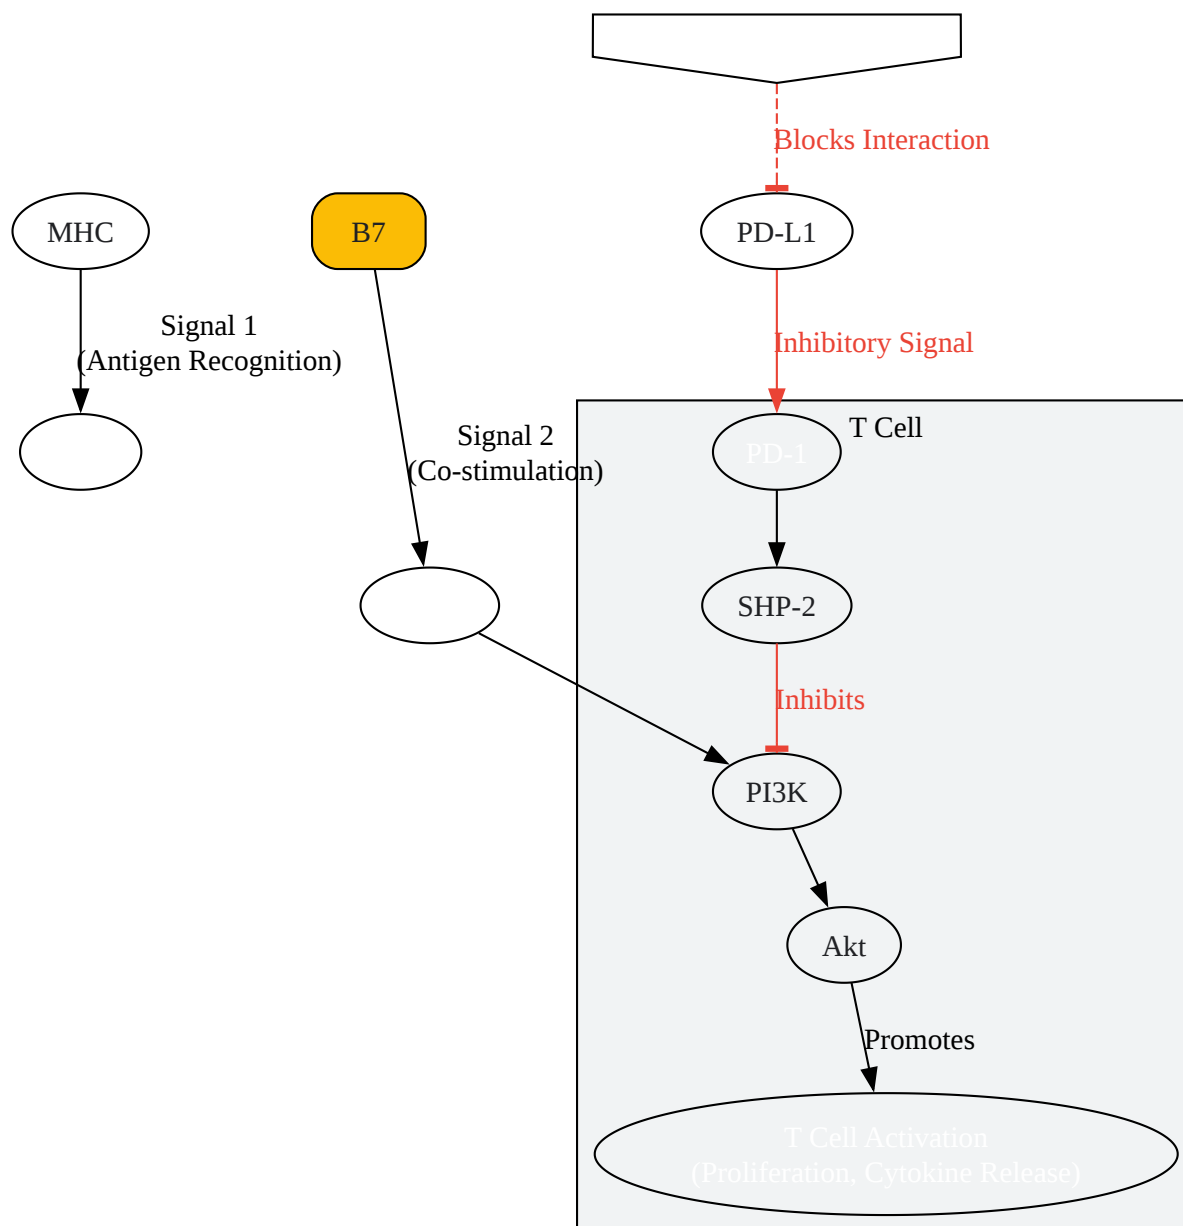 Blocks Interaction
MHC
B7
PD-L1
Signal 1
(Antigen Recognition)
Inhibitory Signal
T Cell
Signal 2
(Co-stimulation)
PD-1
SHP-2
Inhibits
PI3K
Akt
Promotes
T Cell Activation
(Proliferation, Cytokine Release)